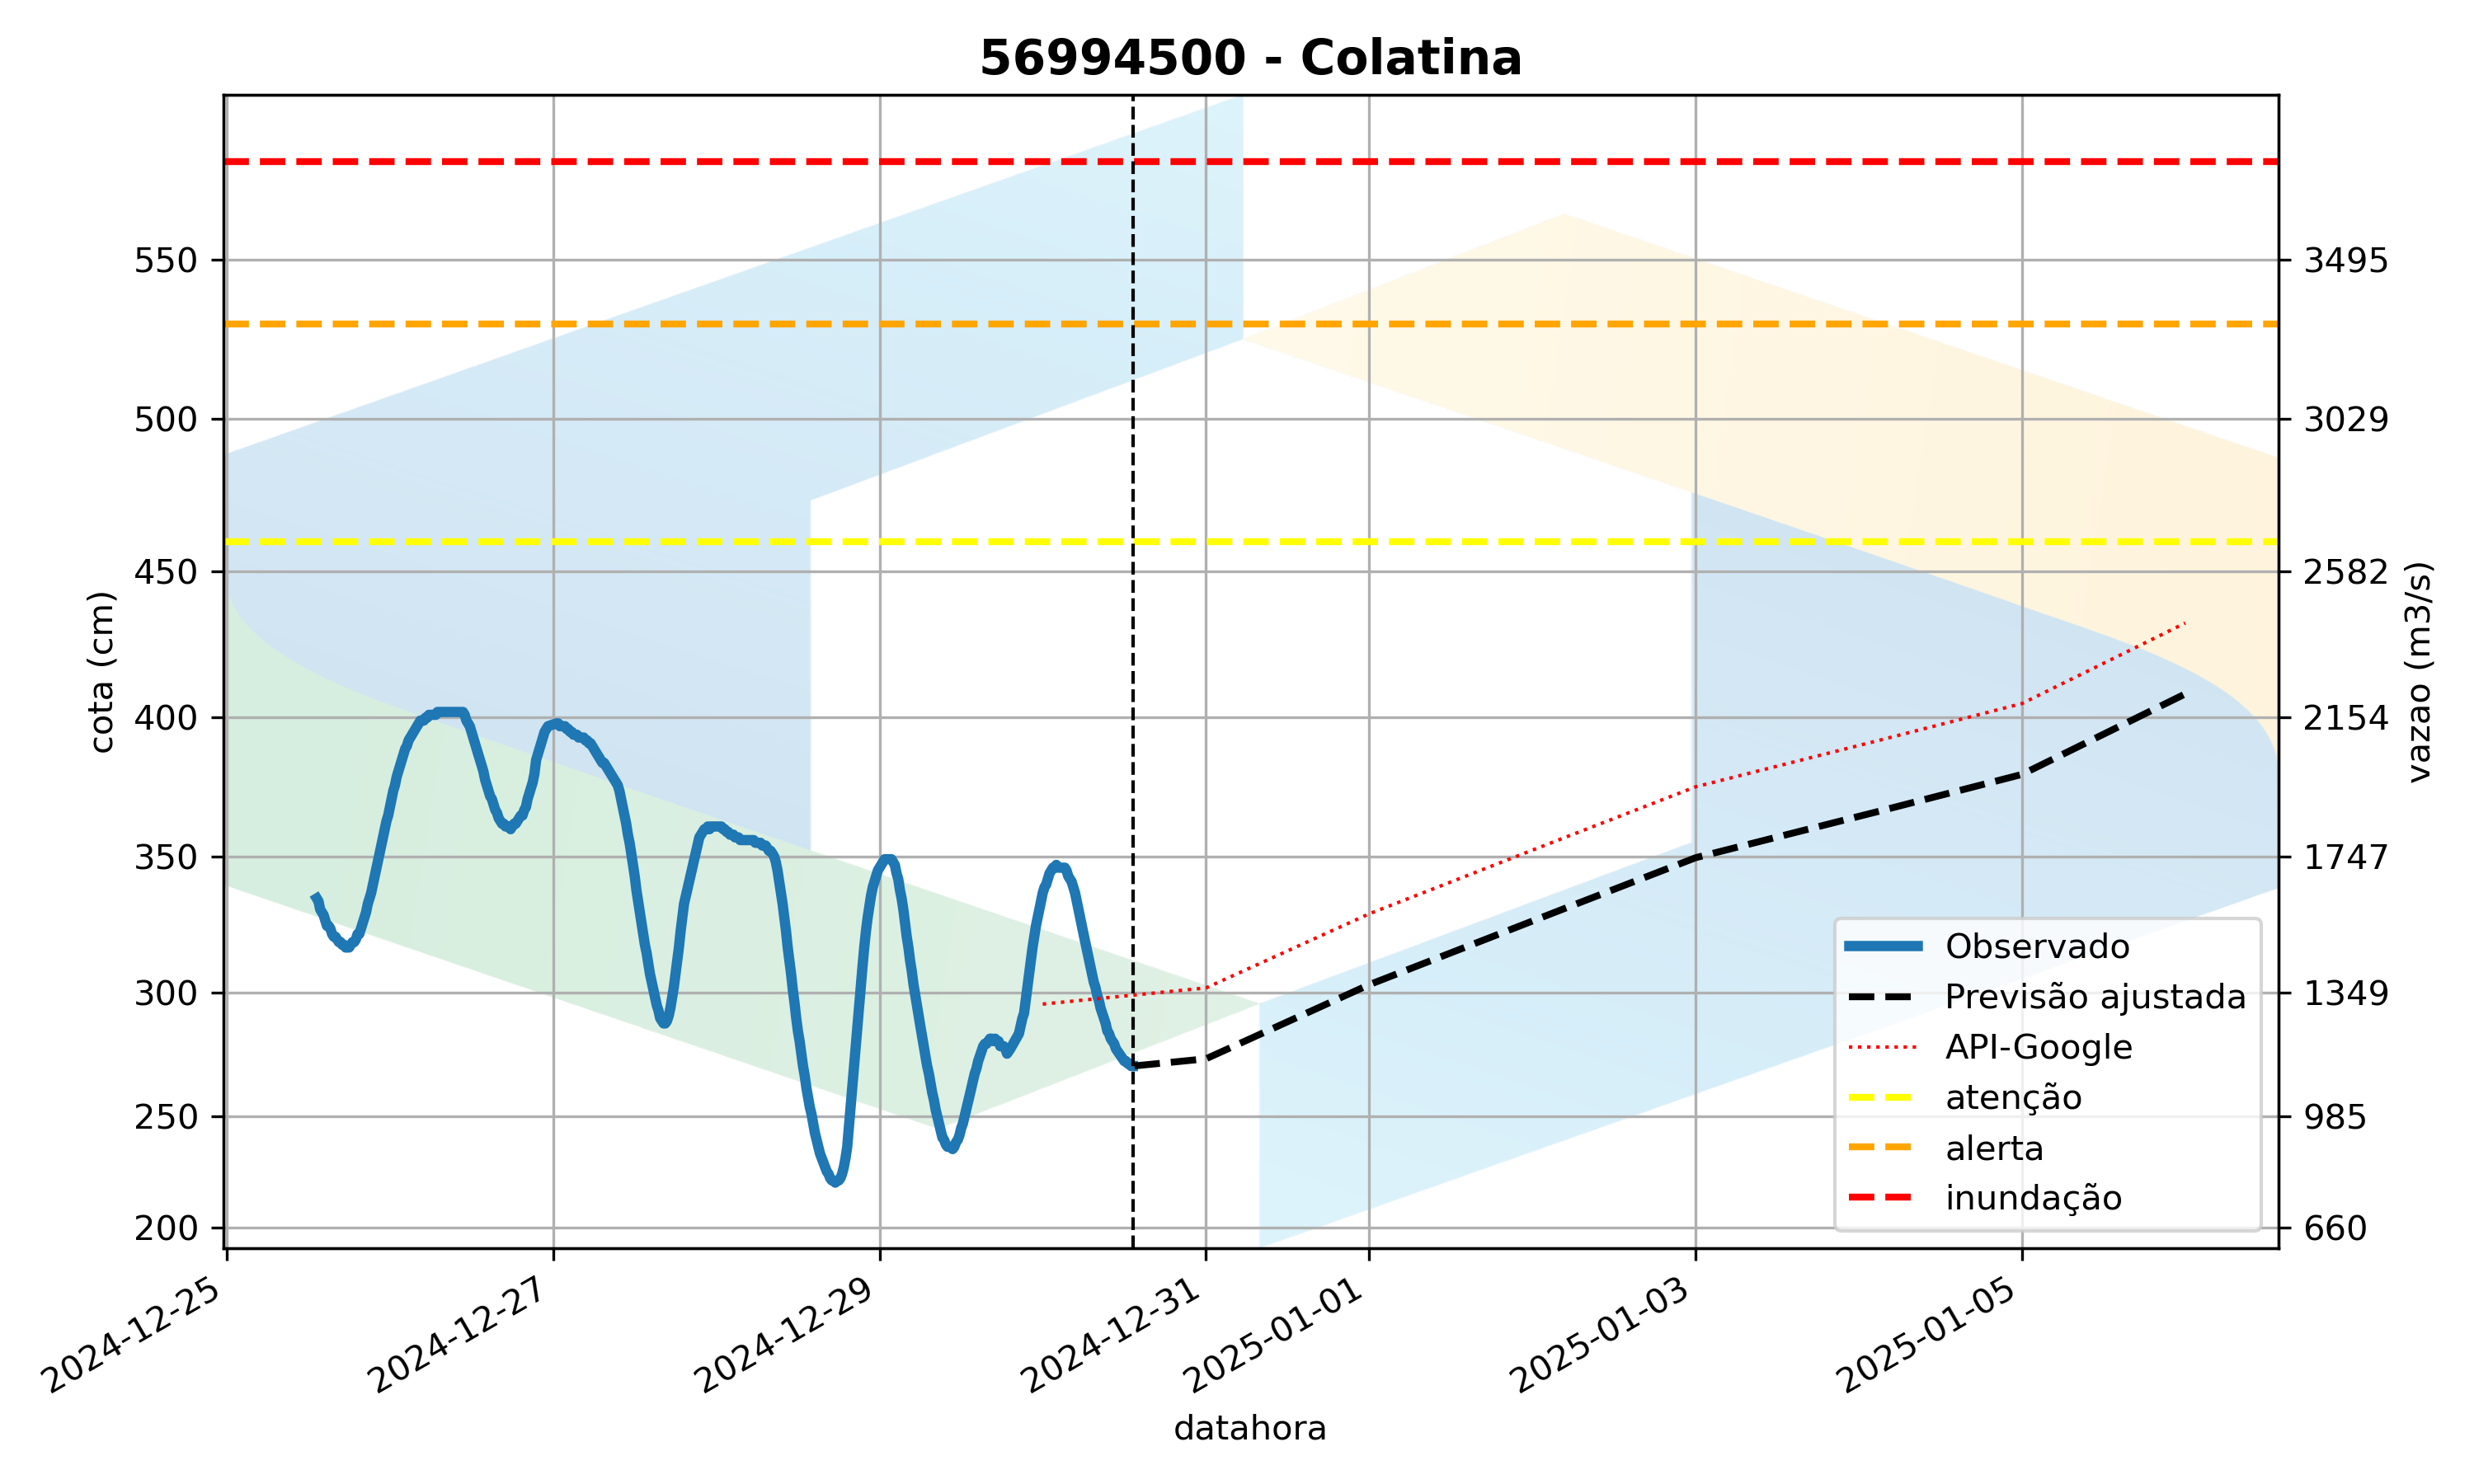 56994500 - Colatina
550
500
450
400
350
300
250
200
cota (cm)
3495
3029
2582
2154
1747
1349
985
660
vazao (m3/s)
Observado
Previsão ajustada
API-Google
atenção
alerta
inundação
2024-12-25
2024-12-27
2024-12-29
2024-12-31
2025-01-01
2025-01-03
2025-01-05
datahora